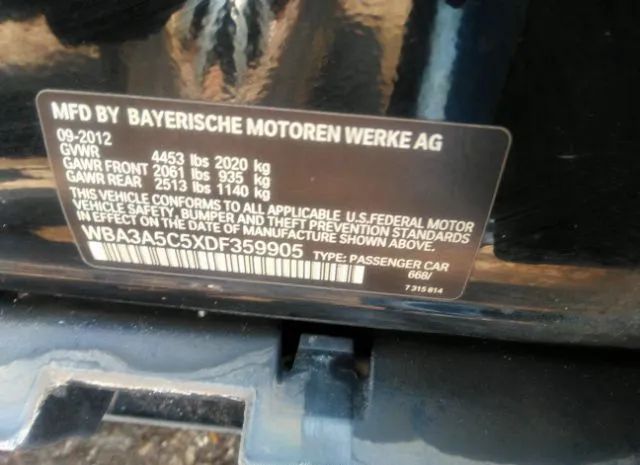 MFD BY BAYERISCHE MOTOREN WERKE AG
09-2012
GVWR 4453 lbs 2020 kg
GAWR FRONT 2061 lbs 935 kg
GAWR REAR 2513 lbs 1140 kg
THIS VEHICLE CONFORMS TO ALL APPLICABLE U.S.FEDERAL MOTOR
VEHICLE SAFETY, BUMPER AND THEFT PREVENTION STANDARDS
IN EFFECT ON THE DATE OF MANUFACTURE SHOWN ABOVE.
WBA3A5C5XDF359905 TYPE: PASSENGER CAR
668/
7 315 814